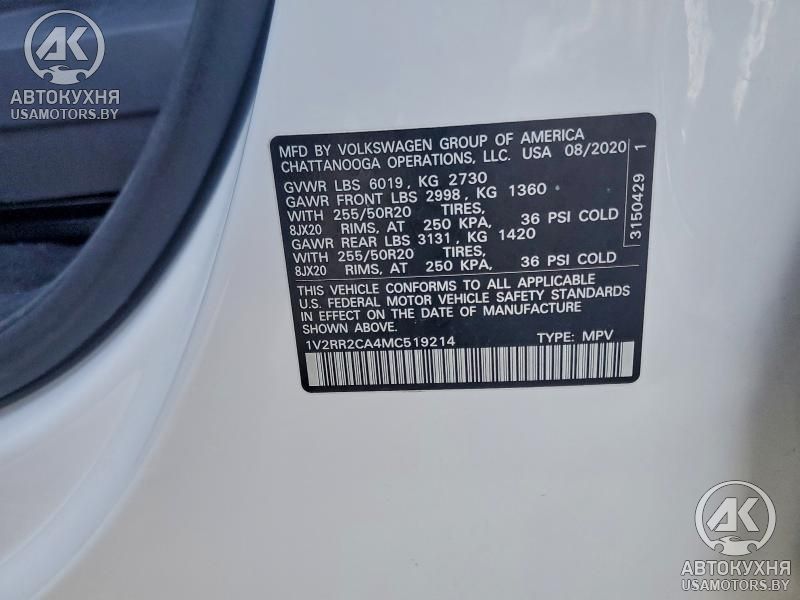 AK
АВТОКУХНЯ
USAMOTORS.BY
MFD BY VOLKSWAGEN GROUP OF AMERICA
CHATTANOOGA OPERATIONS, LLC. USA 08/2020
GVWR LBS 6019, KG 2730
GAWR FRONT LBS 2998, KG 1360
WITH 255/50R20 TIRES,
8JX20 RIMS, AT 250 KPA, 36 PSI COLD
GAWR REAR LBS 3131, KG 1420
WITH 255/50R20 TIRES,
8JX20 RIMS, AT 250 KPA, 36 PSI COLD
THIS VEHICLE CONFORMS TO ALL APPLICABLE
U.S. FEDERAL MOTOR VEHICLE SAFETY STANDARDS
IN EFFECT ON THE DATE OF MANUFACTURE
SHOWN ABOVE.
1V2RR2CA4MC519214 TYPE: MPV
3150429 1
AK
АВТОКУХНЯ
USAMOTORS.BY